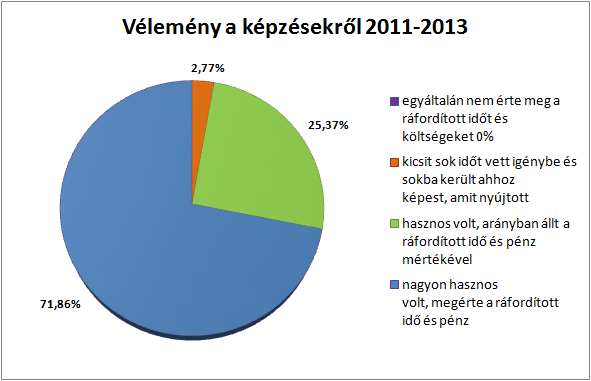 Vélemény a képzésekről 2011-2013
2,77%
25,37%
71,86%
egyáltalán nem érte meg a
ráfordított időt és
költségeket 0%
kicsit sok időt vett igénybe és
sokba került ahhoz
képest, amit nyújtott
hasznos volt, arányban állt a
ráfordított idő és pénz
mértékével
nagyon hasznos
volt, megérte a ráfordított
idő és pénz